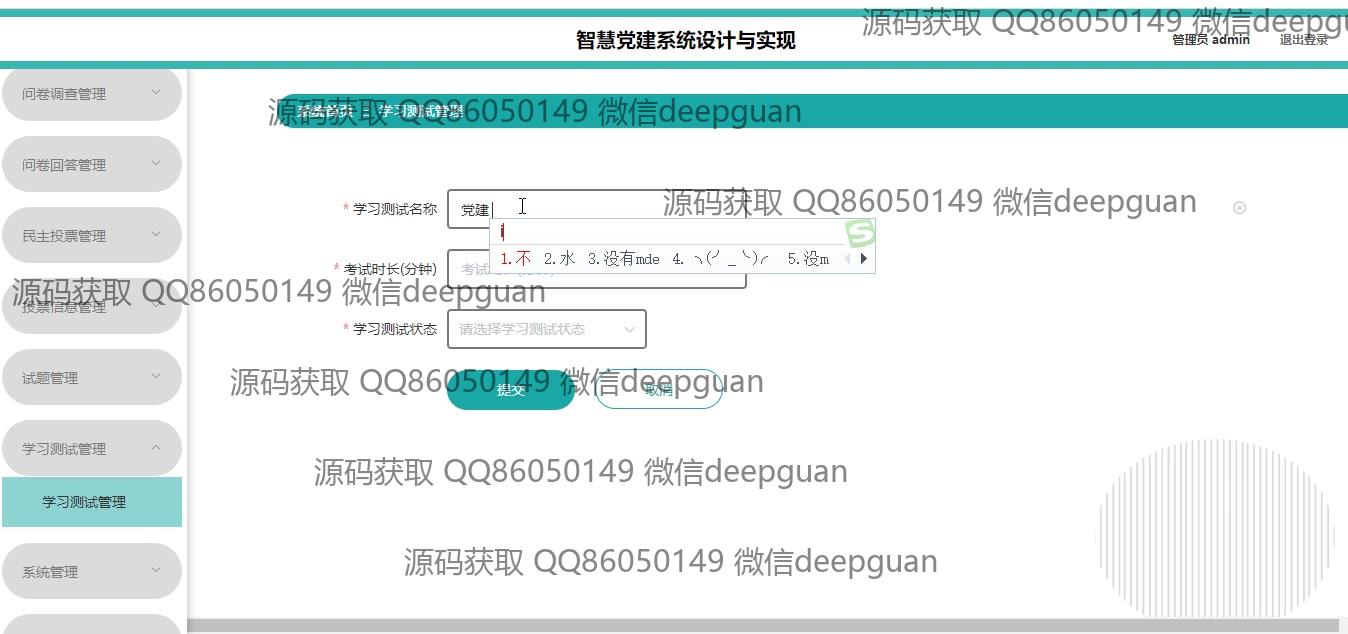 源码获取 QQ86050149 微信deepgu
智慧党建系统设计与实现
管理员 admin
退出登录
问卷调查管理
系统首页
学习测试管理
源码获取 QQ86050149 微信deepguan
问卷回答管理
* 学习测试名称
党建
源码获取 QQ86050149 微信deepguan
民主投票管理
1.不 2.水 3.没有mde 4. ヽ(╯_╰)╭ 5.没m
* 考试时长(分钟)
源码获取 QQ86050149 微信deepguan
投票信息管理
* 学习测试状态
请选择学习测试状态
试题管理
源码获取 QQ86050149 微信deepguan
提交
取消
学习测试管理
源码获取 QQ86050149 微信deepguan
学习测试管理
源码获取 QQ86050149 微信deepguan
系统管理